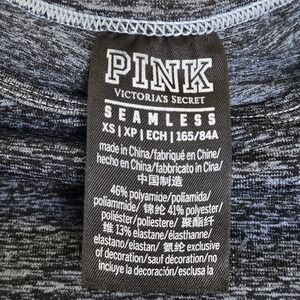 PINK
VICTORIA'S SECRET
SEAMLESS
XS | XP | ECH | 165/84A
made in China/fabriqué en Chine/
hecho en China/fabbricato in Cina/
中国制造
46% polyamide/poliamida/
poliammide/ 锦纶 41% polyester/
poliéster/poliestere/ 聚酯纤
维 13% elastane/élasthanne/
elastano/elastan/ 氨纶 exclusive
of decoration/sauf décoration/no
incluye la decoración/esclusa la